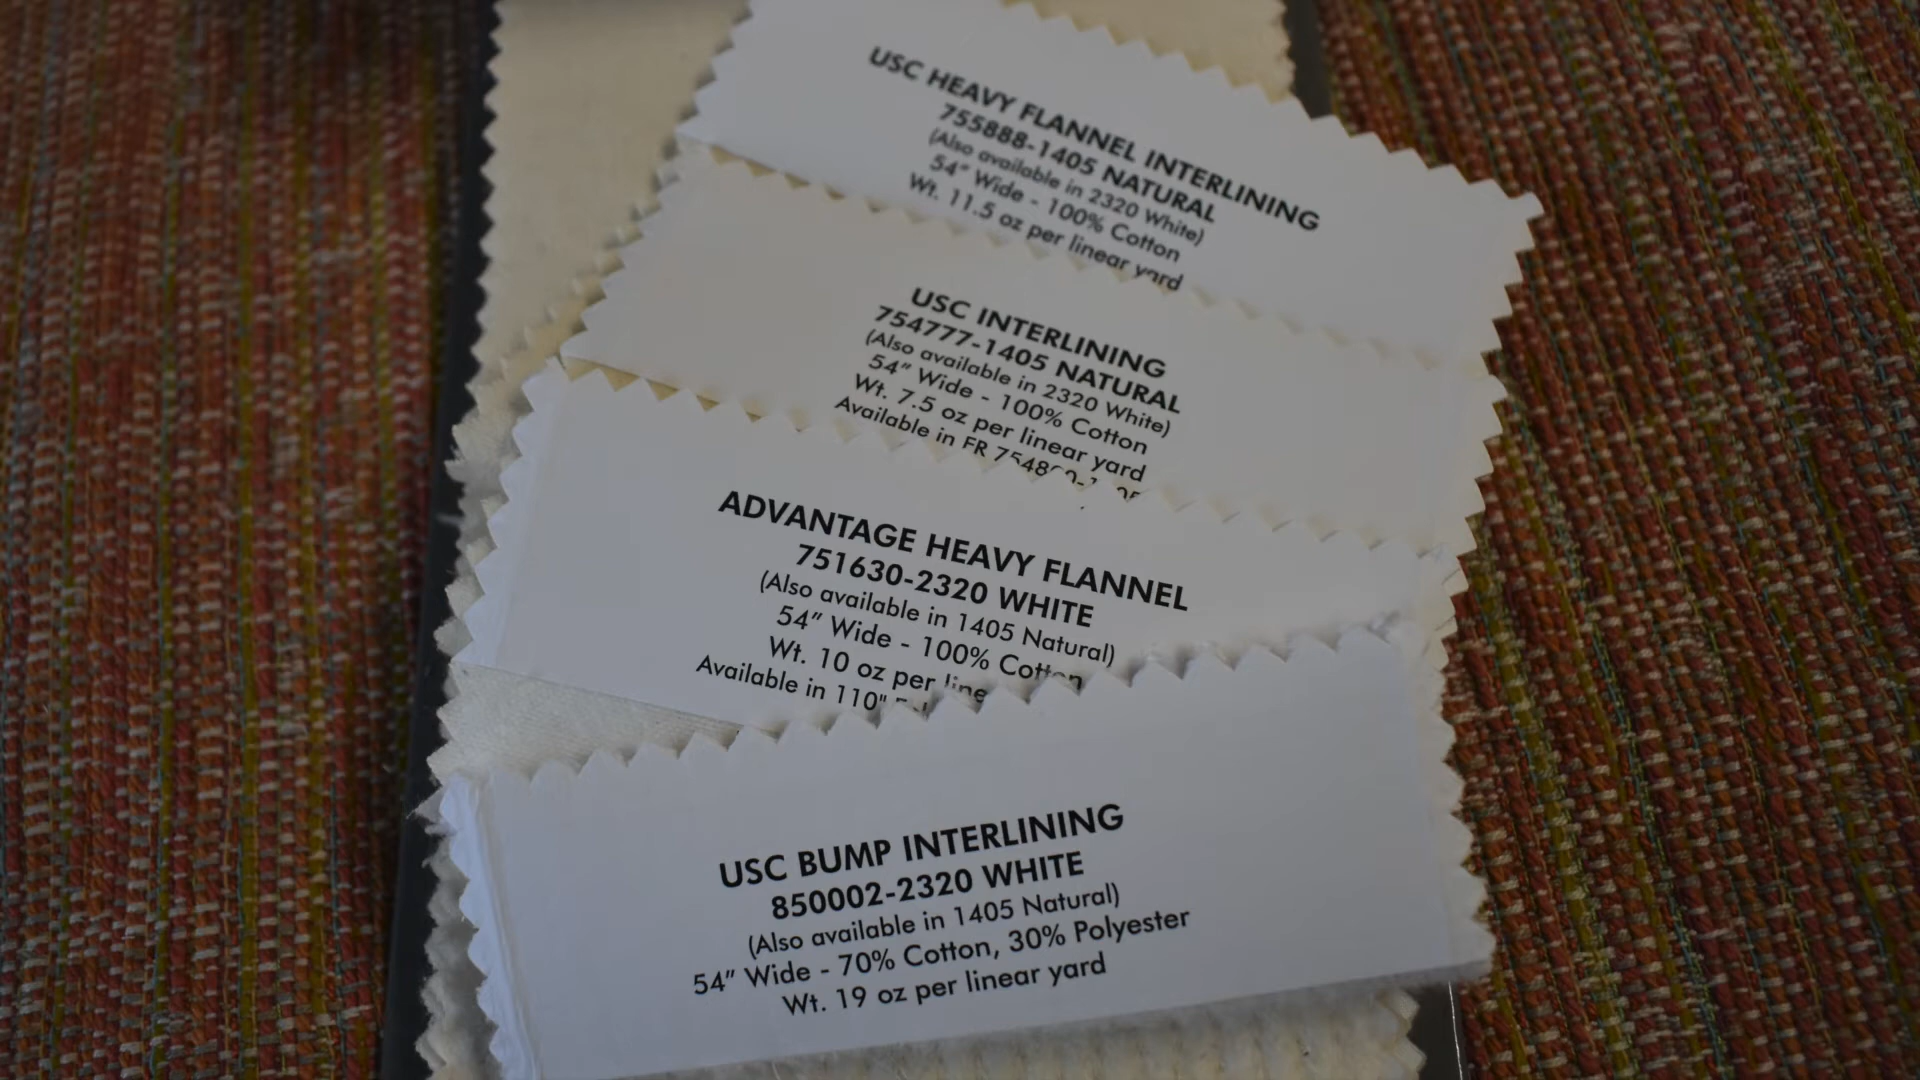 USC HEAVY FLANNEL INTERLINING
755888-1405 NATURAL
(Also available in 2320 White)
54" Wide - 100% Cotton
Wt. 11.5 oz per linear yard
USC INTERLINING
754777-1405 NATURAL
(Also available in 2320 White)
54" Wide - 100% Cotton
Wt. 7.5 oz per linear yard
Available in FR
ADVANTAGE HEAVY FLANNEL
751630-2320 WHITE
(Also available in 1405 Natural)
54" Wide - 100% Cotton
Wt. 10 oz per
Available in 110"
USC BUMP INTERLINING
850002-2320 WHITE
(Also available in 1405 Natural)
54" Wide - 70% Cotton, 30% Polyester
Wt. 19 oz per linear yard